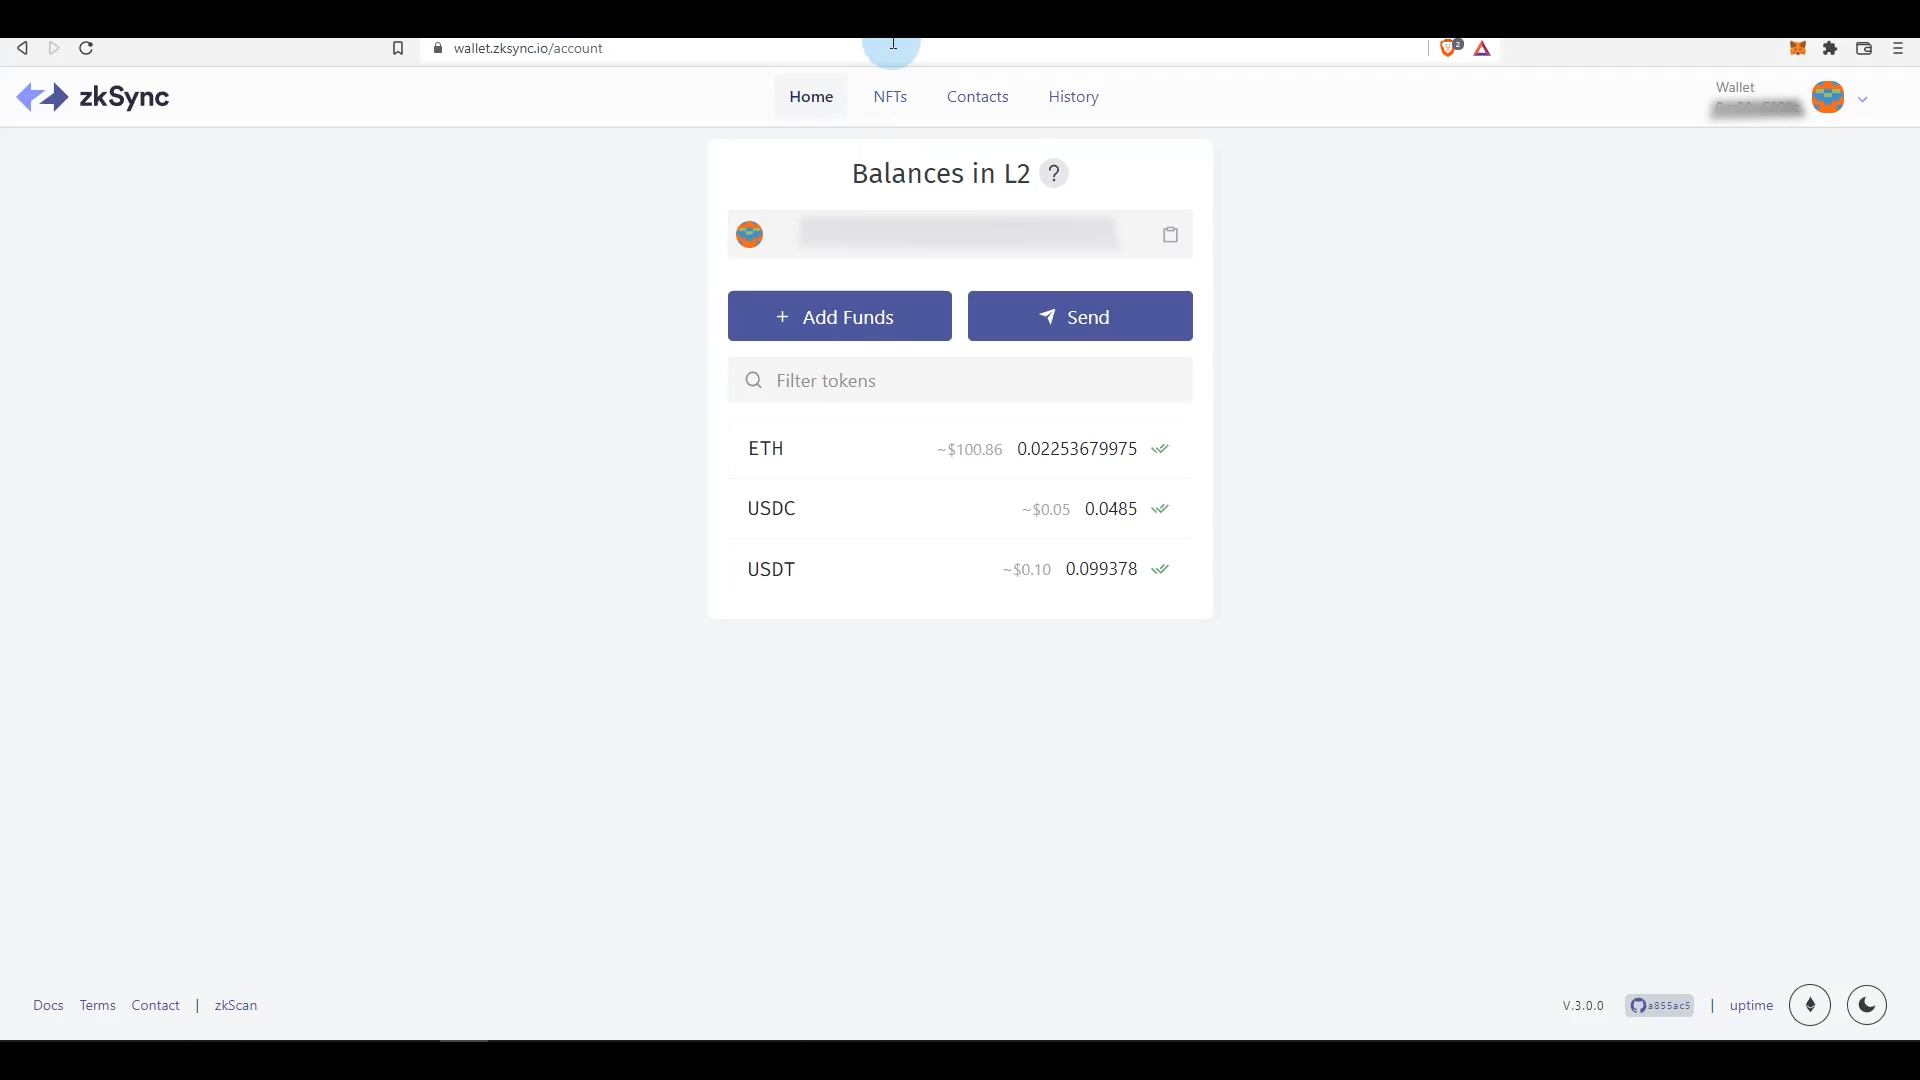 wallet.zksync.io/account
2
zkSync
Home NFTs Contacts History
Wallet
Balances in L2 ?
+ Add Funds
Send
Filter tokens
ETH ~$100.86 0.02253679975
USDC ~$0.05 0.0485
USDT ~$0.10 0.099378
Docs Terms Contact | zkScan
V.3.0.0 a855ac5 | uptime